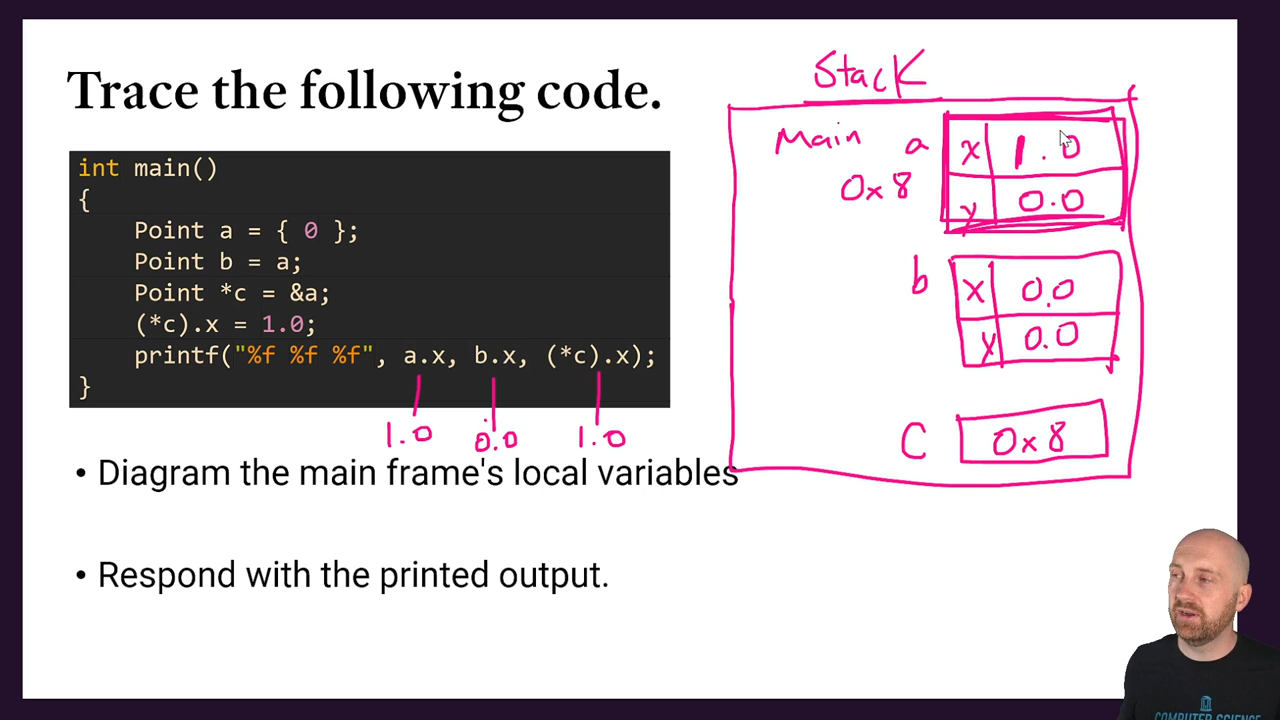 Trace the following code.
int main()
{
Point a = { 0 };
Point b = a;
Point *c = &a;
(*c).x = 1.0;
printf("%f %f %f", a.x, b.x, (*c).x);
}
1.0 0.0 1.0
• Diagram the main frame's local variables
• Respond with the printed output.
Stack
Main a x 1.0
0x8 y 0.0
b x 0.0
y 0.0
C 0x8
COMPUTER SCIENCE